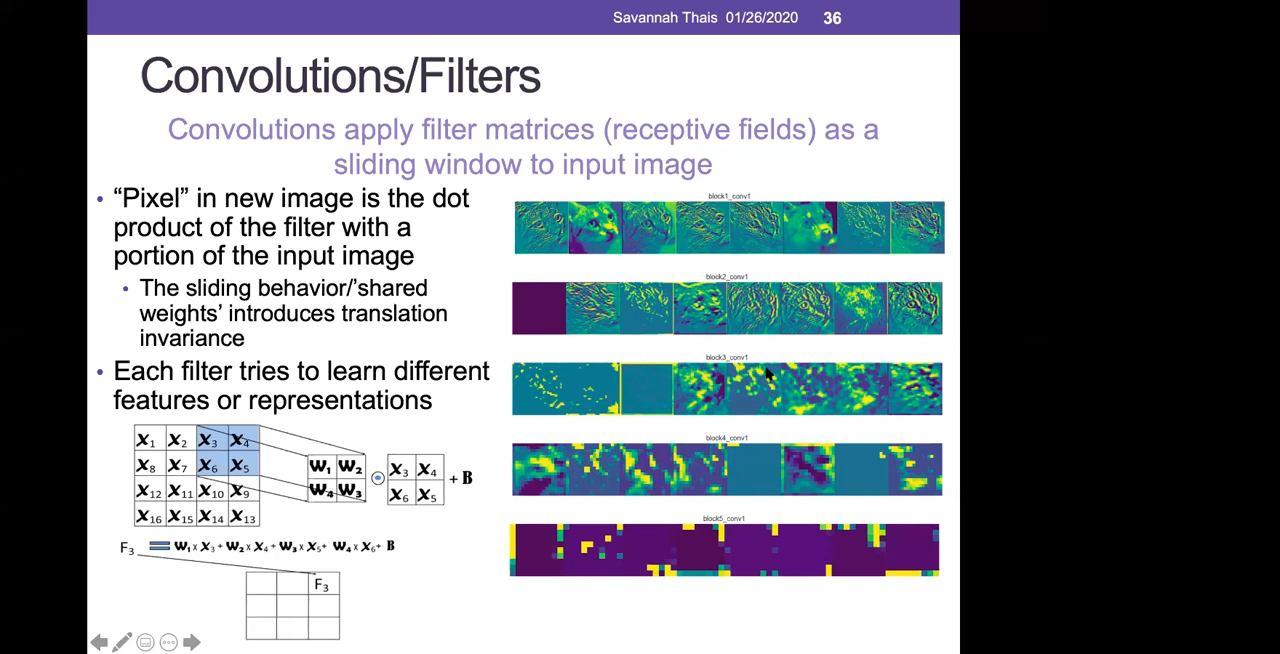 Savannah Thais 01/26/2020 36
Convolutions/Filters
Convolutions apply filter matrices (receptive fields) as a
sliding window to input image
• “Pixel” in new image is the dot
product of the filter with a
portion of the input image
• The sliding behavior/’shared
weights’ introduces translation
invariance
• Each filter tries to learn different
features or representations
block1_conv1
block2_conv1
block3_conv1
block4_conv1
block5_conv1
X1 X2 X3 X4
X8 X7 X6 X5
X12 X11 X10 X9
X16 X15 X14 X13
W1 W2
W4 W3
X3 X4
X6 X5
+ B
F3 = W1 x X3 + W2 x X4 + W3 x X5 + W4 x X6 + B
F3